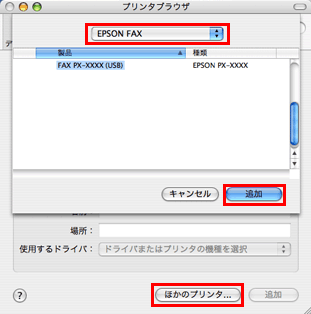 プリンタブラウザ
EPSON FAX
製品 種類
FAX PX-XXXX (USB) EPSON PX-XXXX
キャンセル 追加
場所：
使用するドライバ： ドライバまたはプリンタの機種を選択
? ほかのプリンタ... 追加